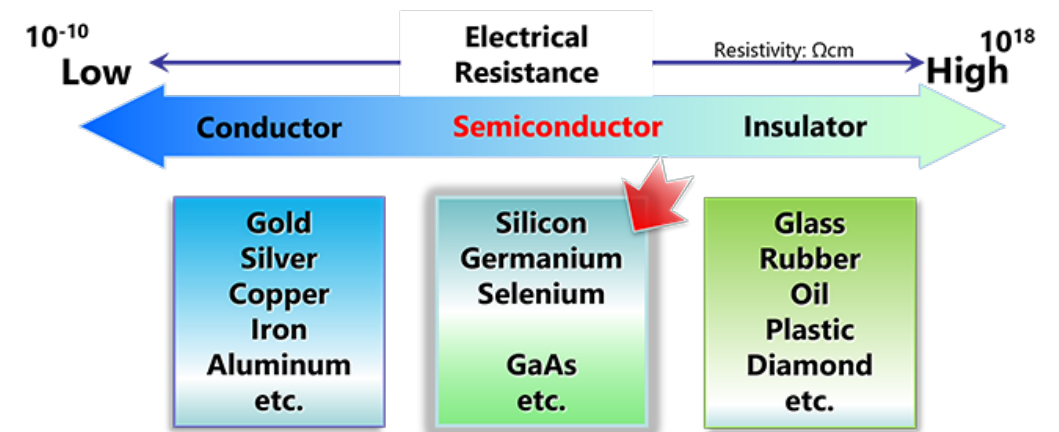 10⁻¹⁰
Low
Electrical
Resistance
Resistivity: Ωcm
10¹⁸
High
Conductor
Semiconductor
Insulator
Gold
Silver
Copper
Iron
Aluminum
etc.
Silicon
Germanium
Selenium
GaAs
etc.
Glass
Rubber
Oil
Plastic
Diamond
etc.